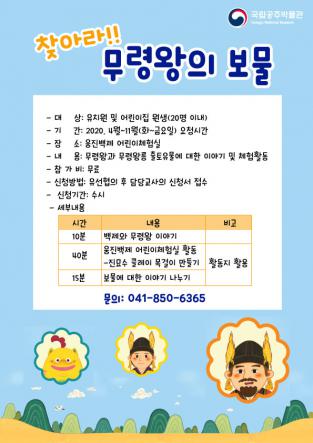 국립공주박물관
Gongju National Museum
찾아라!!
무령왕의 보물
- 대 상: 유치원 및 어린이집 원생(20명 이내)
- 기 간: 2020. 4월~11월(화~금요일) 요청시간
- 장 소: 웅진백제 어린이체험실
- 내 용: 무령왕과 무령왕릉 출토유물에 대한 이야기 및 체험활동
- 참 가 비: 무료
- 신청방법: 유선협의 후 담당교사의 신청서 접수
- 신청기간: 수시
- 세부내용
시간 내용 비고
10분 백제와 무령왕 이야기
40분 웅진백제 어린이체험실 활동
-진묘수 클레이 목걸이 만들기 활동지 활용
15분 보물에 대한 이야기 나누기
문의: 041-850-6365